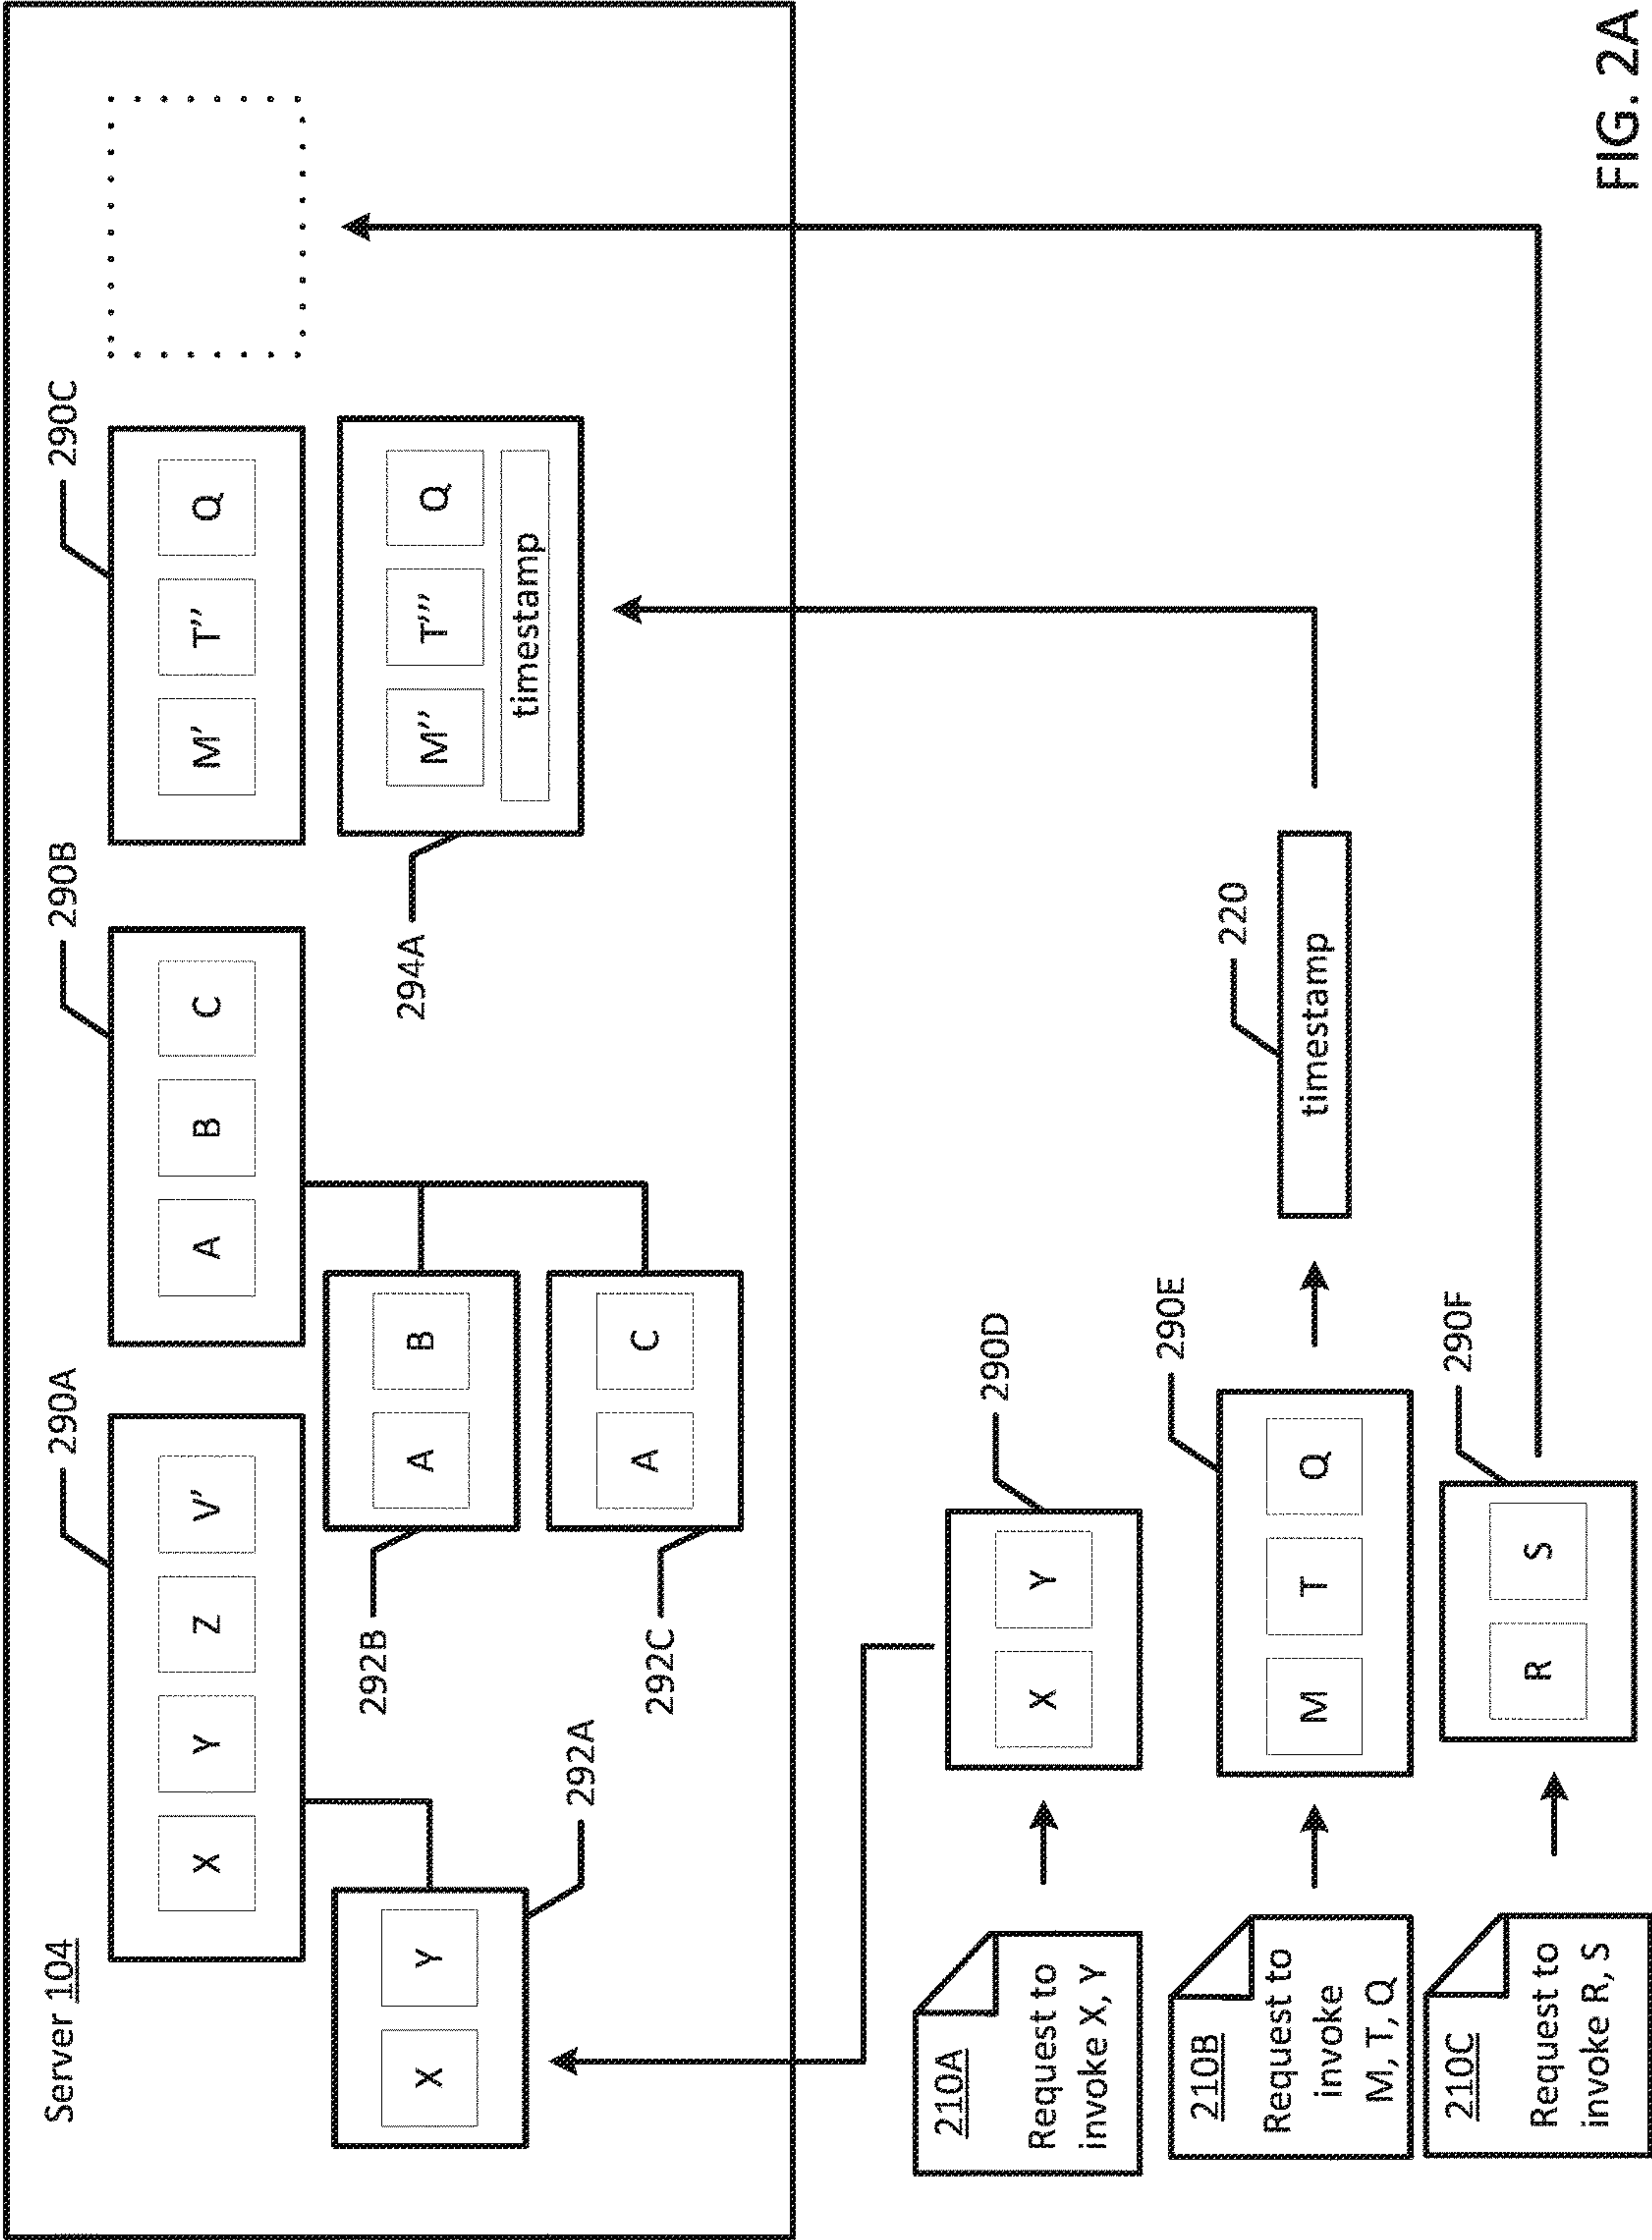 Server 104
290A
290B
290C
X
Y
Z
V'
A
B
C
M'
T''
Q
X
Y
292A
A
B
292B
A
C
292C
M''
T'''
Q
timestamp
294A
210A
Request to
invoke X, Y
X
Y
290D
210B
Request to
invoke
M, T, Q
M
T
Q
290E
timestamp
220
210C
Request to
invoke R, S
R
S
290F
FIG. 2A